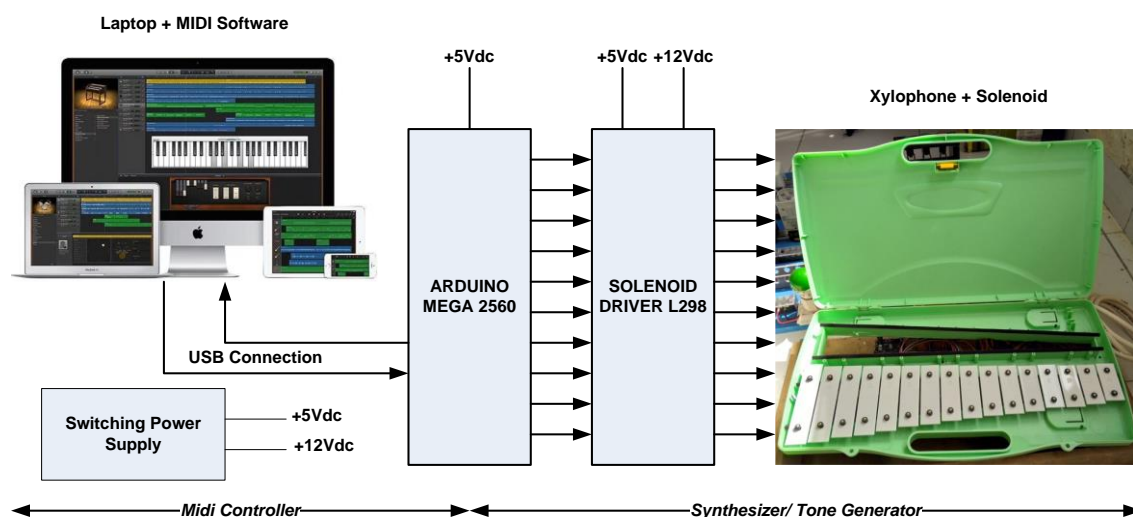 Laptop + MIDI Software
+5Vdc
+5Vdc
+12Vdc
Xylophone + Solenoid
ARDUINO
MEGA 2560
SOLENOID
DRIVER L298
USB Connection
Switching Power
Supply
+5Vdc
+12Vdc
Midi Controller
Synthesizer/ Tone Generator